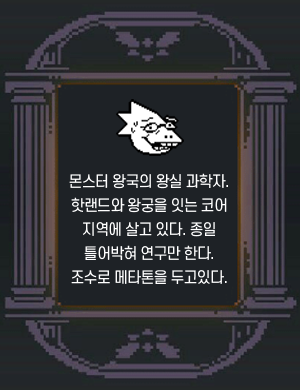 몬스터 왕국의 왕실 과학자.
핫랜드와 왕궁을 잇는 코어
지역에 살고 있다. 종일
틀어박혀 연구만 한다.
조수로 메타톤을 두고있다.